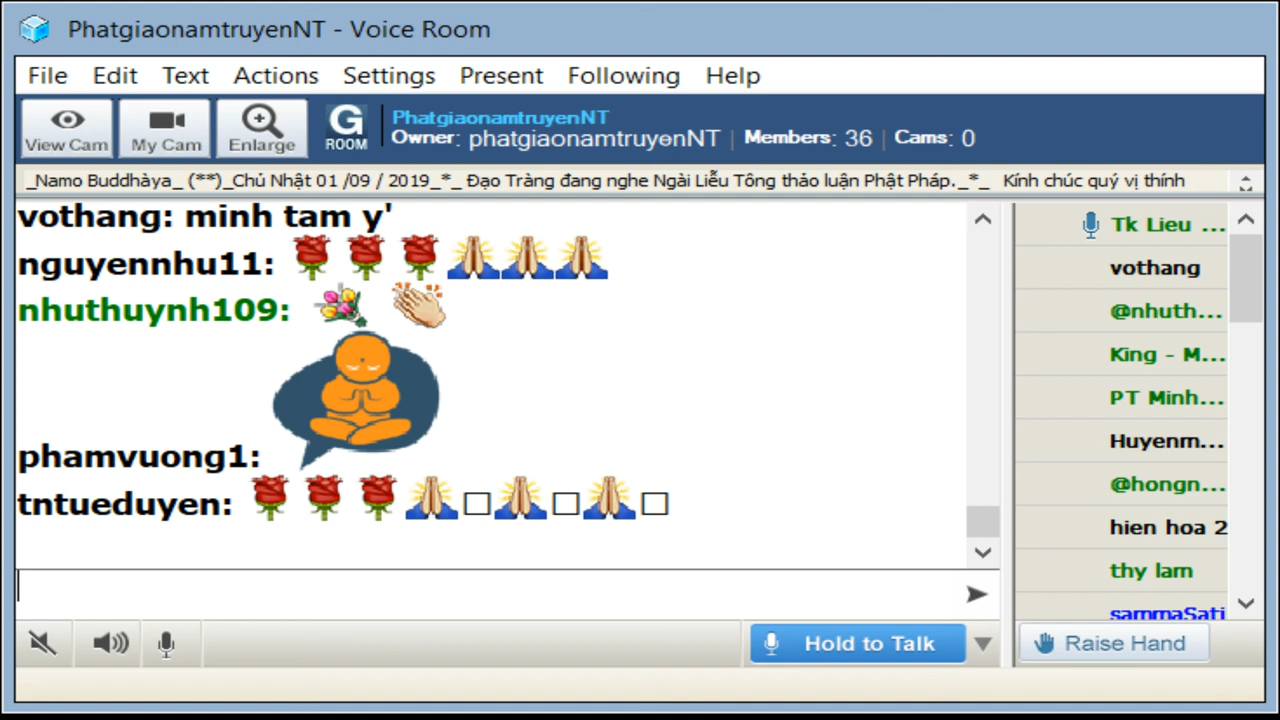 PhatgiaonamtruyenNT - Voice Room
File Edit Text Actions Settings Present Following Help
View Cam My Cam Enlarge G ROOM
PhatgiaonamtruyenNT
Owner: phatgiaonamtruyenNT | Members: 36 | Cams: 0
_Namo Buddhàya_ (**)_Chủ Nhật 01 /09 / 2019_*_ Đạo Tràng đang nghe Ngài Liễu Tông thảo luận Phật Pháp._*_ Kính chúc quý vị thính
vothang: minh tam y'
nguyennhu11:
nhuthuynh109:
phamvuong1:
tntueduyen:
Tk Lieu ...
vothang
@nhuth...
King - M...
PT Minh...
Huyenm...
@hongn...
hien hoa 2
thy lam
sammaSati
Hold to Talk
Raise Hand